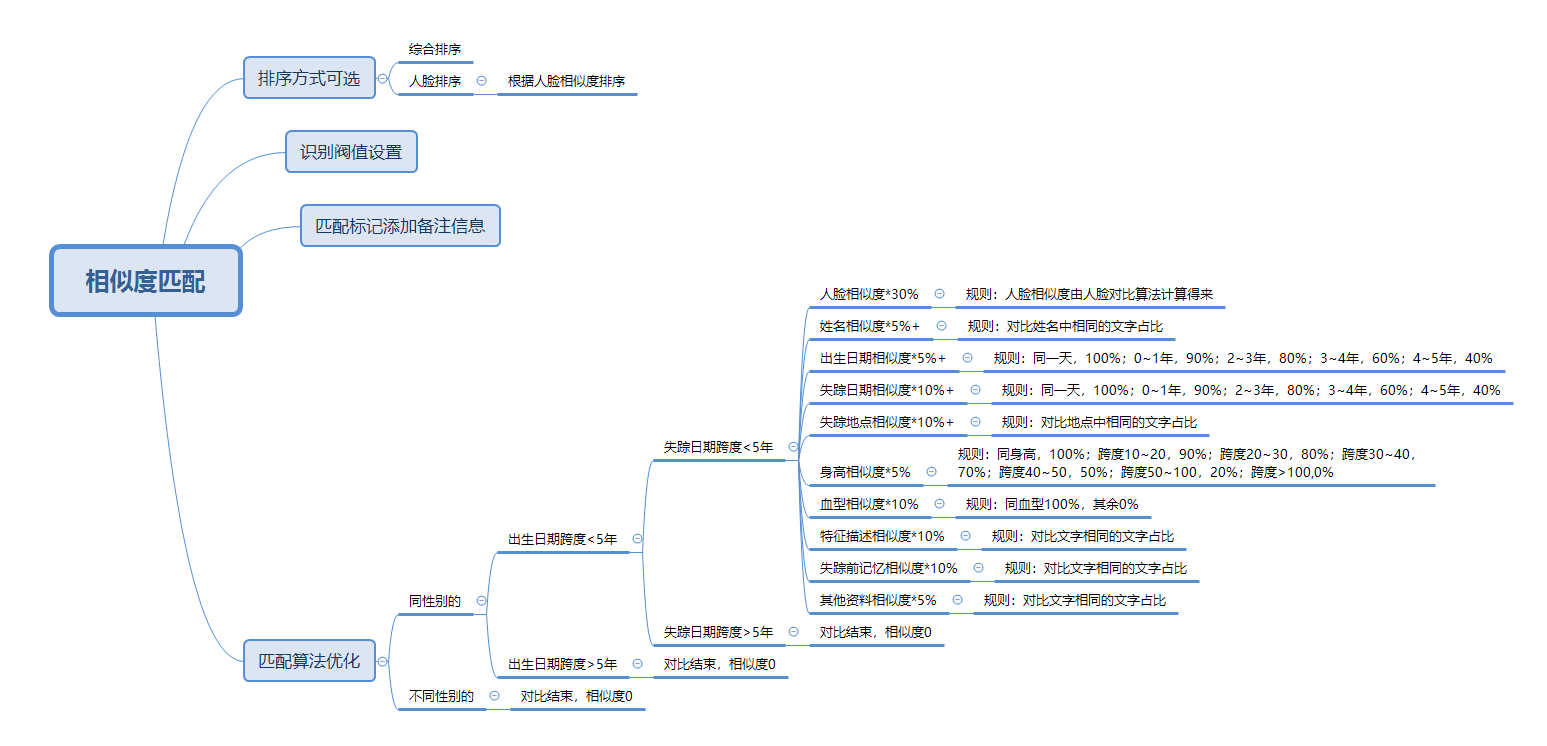 相似度匹配
排序方式可选
综合排序
人脸排序
根据人脸相似度排序
识别阀值设置
匹配标记添加备注信息
匹配算法优化
同性别的
出生日期跨度<5年
失踪日期跨度<5年
人脸相似度*30%
规则：人脸相似度由人脸对比算法计算得来
姓名相似度*5%+
规则：对比姓名中相同的文字占比
出生日期相似度*5%+
规则：同一天，100%；0~1年，90%；2~3年，80%；3~4年，60%；4~5年，40%
失踪日期相似度*10%+
规则：同一天，100%；0~1年，90%；2~3年，80%；3~4年，60%；4~5年，40%
失踪地点相似度*10%+
规则：对比地点中相同的文字占比
身高相似度*5%
规则：同身高，100%；跨度10~20，90%；跨度20~30，80%；跨度30~40，
70%；跨度40~50，50%；跨度50~100，20%；跨度>100,0%
血型相似度*10%
规则：同血型100%，其余0%
特征描述相似度*10%
规则：对比文字相同的文字占比
失踪前记忆相似度*10%
规则：对比文字相同的文字占比
其他资料相似度*5%
规则：对比文字相同的文字占比
失踪日期跨度>5年
对比结束，相似度0
出生日期跨度>5年
对比结束，相似度0
不同性别的
对比结束，相似度0